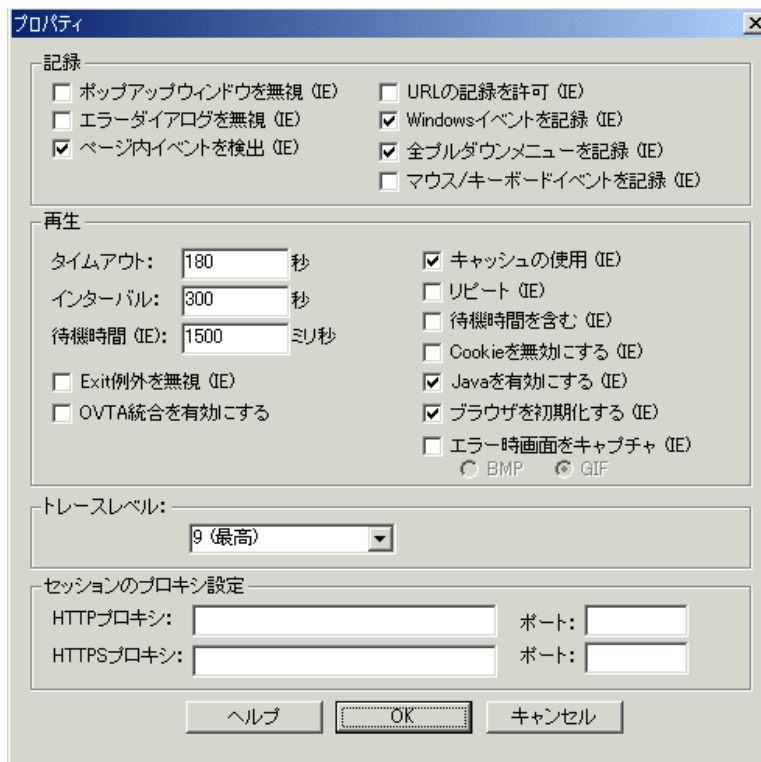 プロパティ
記録
ポップアップウィンドウを無視 (IE)
URLの記録を許可 (IE)
エラーダイアログを無視 (IE)
Windowsイベントを記録 (IE)
ページ内イベントを検出 (IE)
全プルダウンメニューを記録 (IE)
マウス/キーボードイベントを記録 (IE)
再生
タイムアウト: 180 秒
キャッシュの使用 (IE)
インターバル: 300 秒
リピート (IE)
待機時間 (IE): 1500 ミリ秒
待機時間を含む (IE)
Cookieを無効にする (IE)
Exit例外を無視 (IE)
Javaを有効にする (IE)
OVTA統合を有効にする
ブラウザを初期化する (IE)
エラー時画面をキャプチャ (IE)
BMP GIF
トレースレベル:
9 (最高)
セッションのプロキシ設定
HTTPプロキシ: ポート:
HTTPSプロキシ: ポート:
ヘルプ OK キャンセル